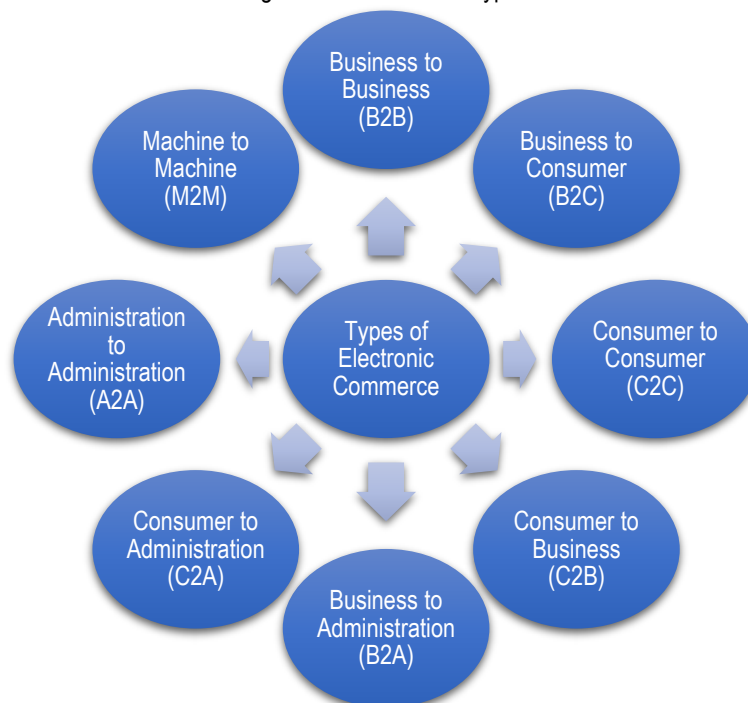 Business to
Business
(B2B)
Machine to
Machine
(M2M)
Business to
Consumer
(B2C)
Administration
to
Administration
(A2A)
Types of
Electronic
Commerce
Consumer to
Consumer
(C2C)
Consumer to
Administration
(C2A)
Consumer to
Business
(C2B)
Business to
Administration
(B2A)